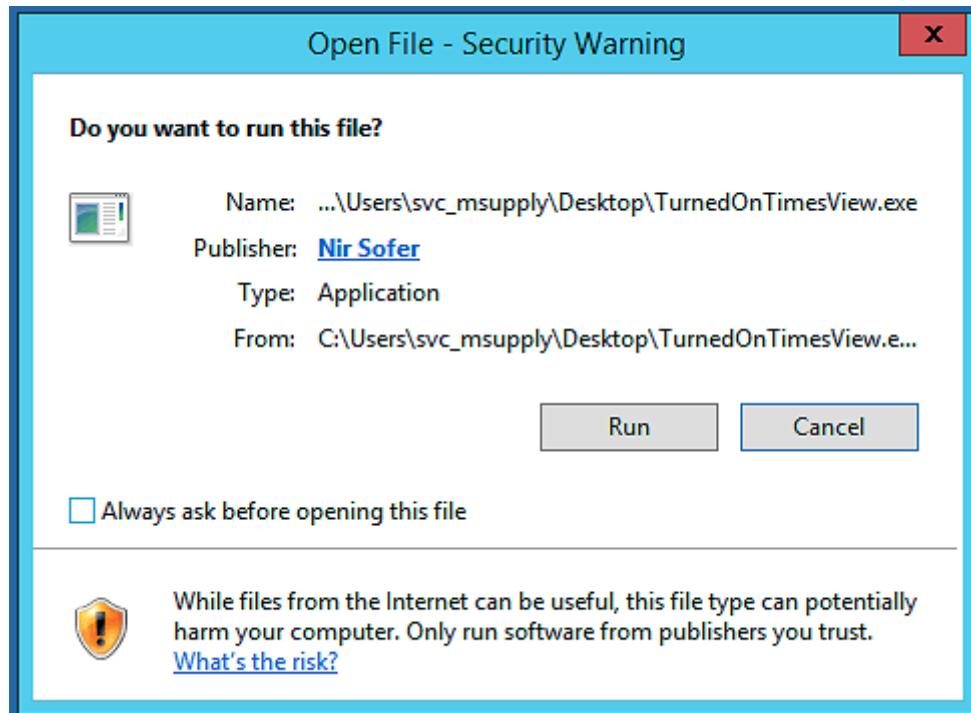 Open File - Security Warning
x
Do you want to run this file?
Name: ...\Users\svc_msupply\Desktop\TurnedOnTimesView.exe
Publisher: Nir Sofer
Type: Application
From: C:\Users\svc_msupply\Desktop\TurnedOnTimesView.e...
Run Cancel
Always ask before opening this file
While files from the Internet can be useful, this file type can potentially
harm your computer. Only run software from publishers you trust.
What's the risk?